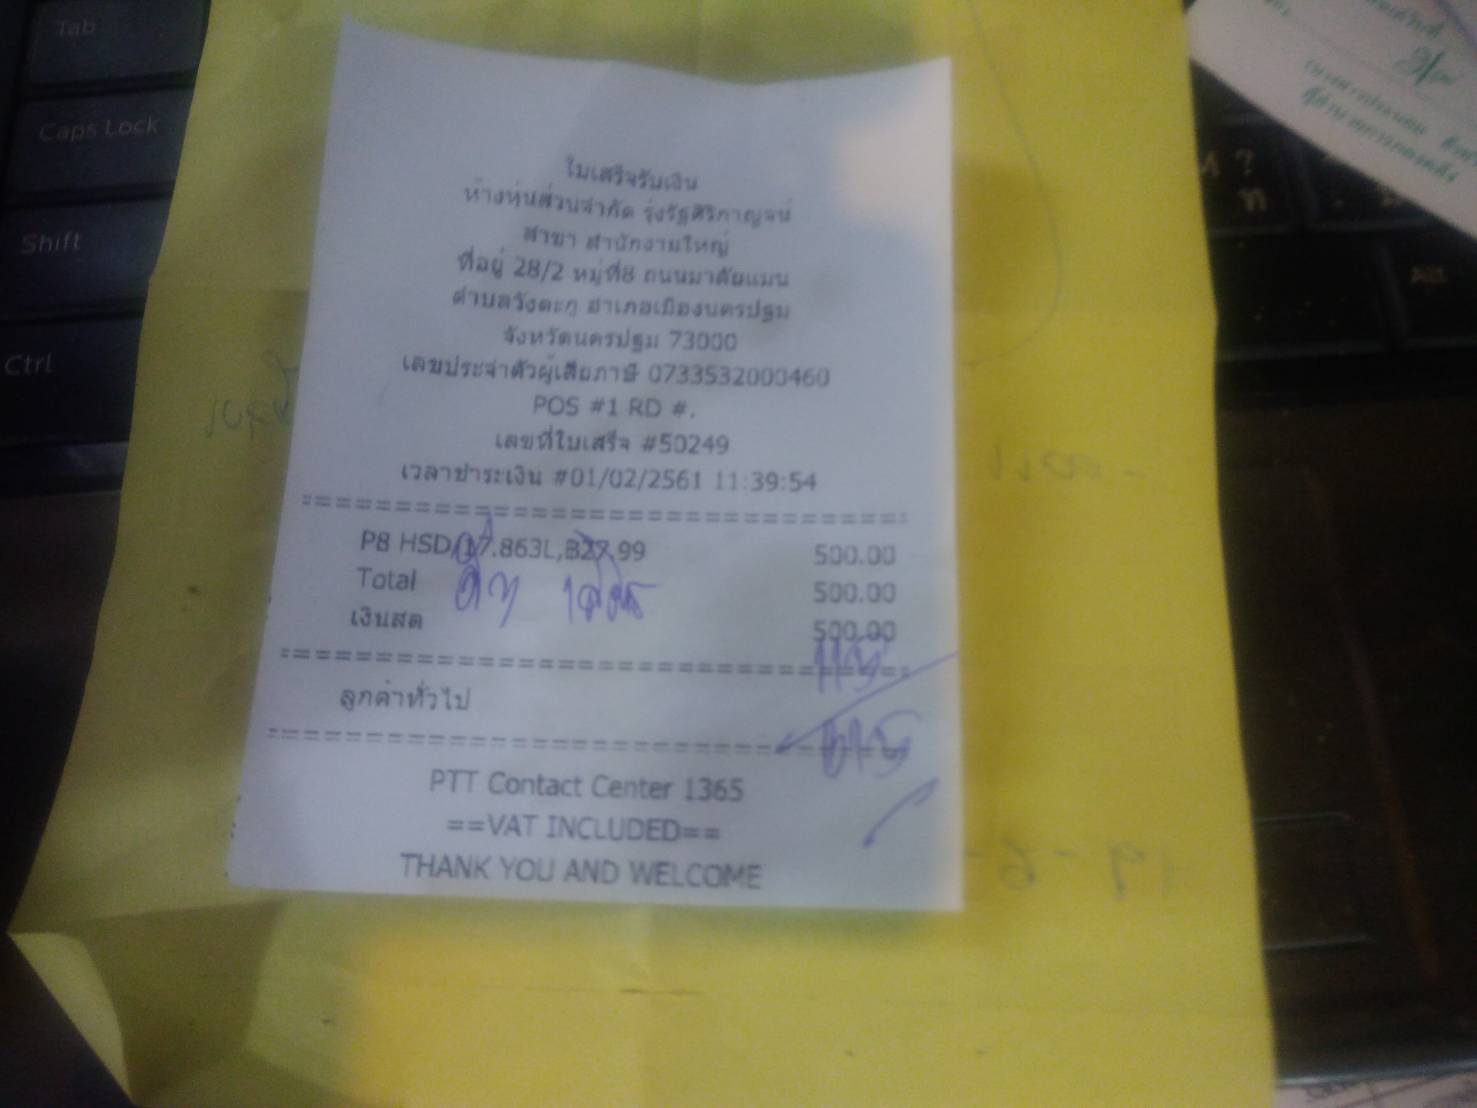 Tab
Caps Lock
Shift
Ctrl
ใบเสร็จรับเงิน
ห้างหุ้นส่วนจำกัด รุ่งรัฐศิริกาญจน์
สาขา สำนักงานใหญ่
ที่อยู่ 28/2 หมู่ที่8 ถนนมาลัยแมน
ตำบลวังตะกู อำเภอเมืองนครปฐม
จังหวัดนครปฐม 73000
เลขประจำตัวผู้เสียภาษี 0733532000460
POS #1 RD #.
เลขที่ใบเสร็จ #50249
เวลาชำระเงิน #01/02/2561 11:39:54
P8 HSD,17.863L,฿27.99 500.00
Total 500.00
เงินสด 500.00
ลูกค้าทั่วไป
PTT Contact Center 1365
==VAT INCLUDED==
THANK YOU AND WELCOME